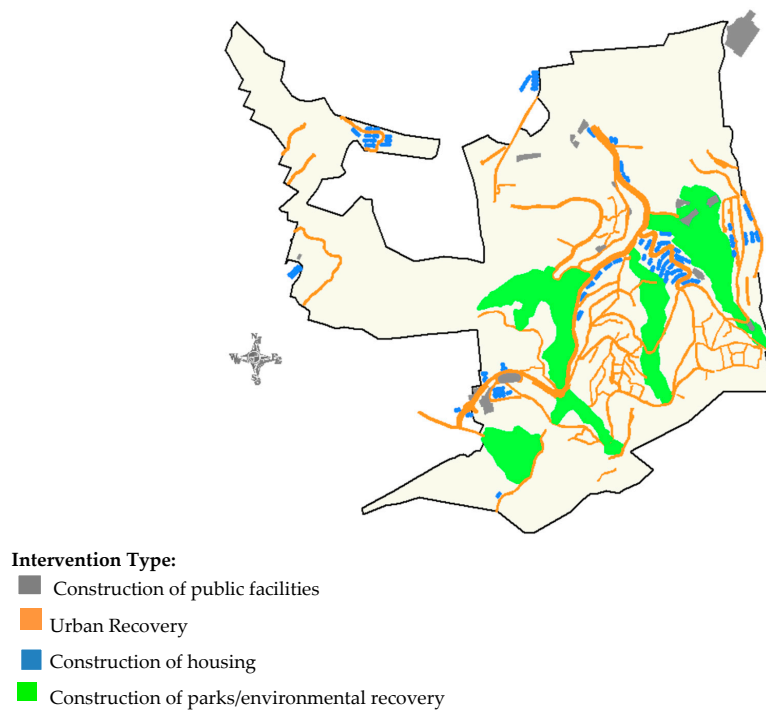 N
W E
S
Intervention Type:
Construction of public facilities
Urban Recovery
Construction of housing
Construction of parks/environmental recovery